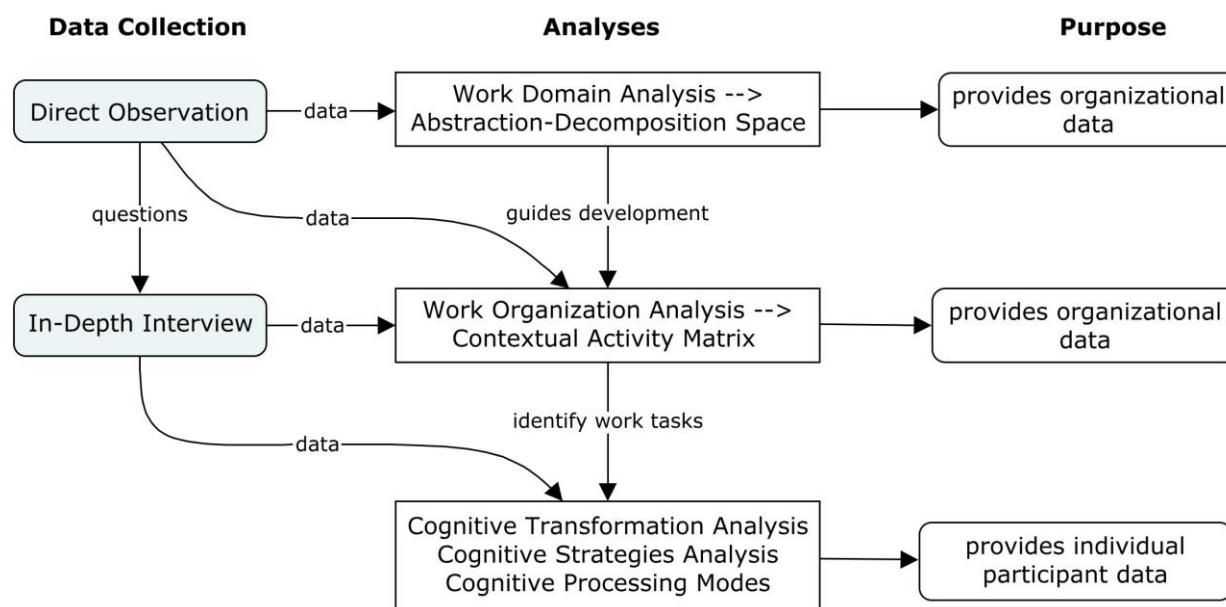 Data Collection
Analyses
Purpose
Direct Observation
data
Work Domain Analysis -->
Abstraction-Decomposition Space
provides organizational
data
questions
data
guides development
In-Depth Interview
data
Work Organization Analysis -->
Contextual Activity Matrix
provides organizational
data
data
identify work tasks
Cognitive Transformation Analysis
Cognitive Strategies Analysis
Cognitive Processing Modes
provides individual
participant data